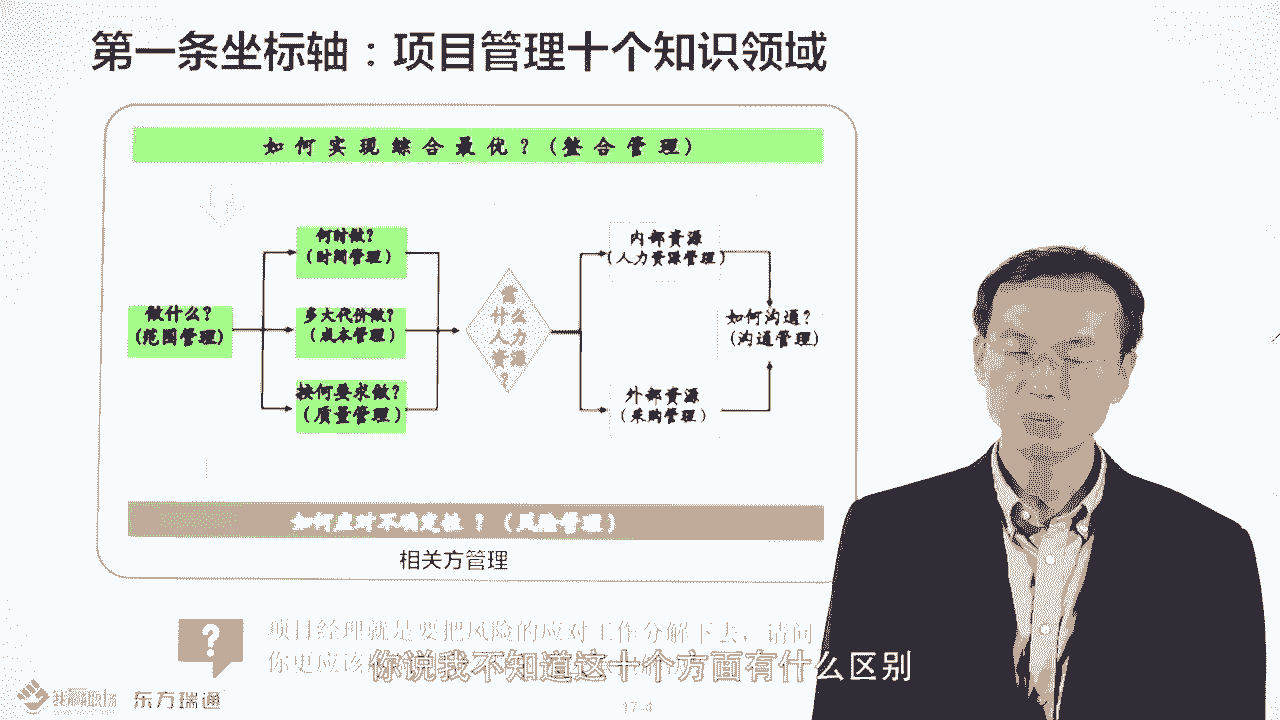 第一条坐标轴：项目管理十个知识领域
如何实现综合最优？(整合管理)
何时做？
（时间管理）
做什么？
(范围管理)
多大代价做？
（成本管理）
按何要求做？
（质量管理）
需
什么
人力
资源
？
内部资源
(人力资源管理)
外部资源
（采购管理）
如何沟通？
(沟通管理)
如何应对不确定性？（风险管理）
相关方管理
?
项目经理就是要把风险的应对工作分解下去，请问
你更应该
你说我不知道这十个方面有什么区别
东方瑞通
17-4